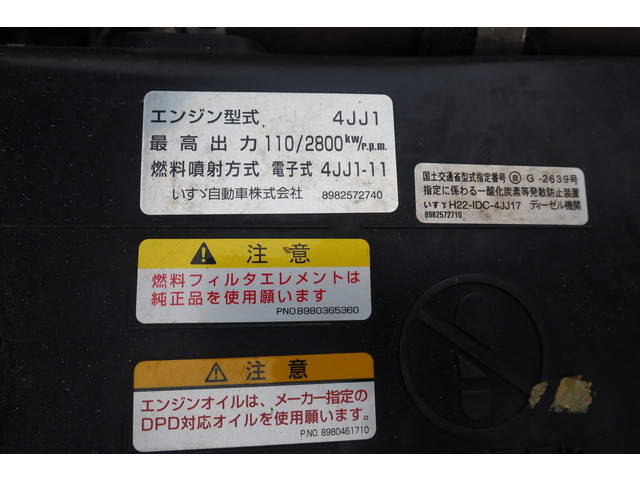 エンジン型式 4JJ1
最高出力 110/2800kW/r.p.m.
燃料噴射方式 電子式 4JJ1-11
いすゞ自動車株式会社 8982572740
国土交通省型式指定番号 Ⓑ G-2639号
指定に係わる一酸化炭素等発散防止装置
いすゞ H22-IDC-4JJ17 ディーゼル機関
8982572710
注意
燃料フィルタエレメントは
純正品を使用願います
PNO.8980365360
注意
エンジンオイルは、メーカー指定の
DPD対応オイルを使用願います。
P.NO. 8980461710